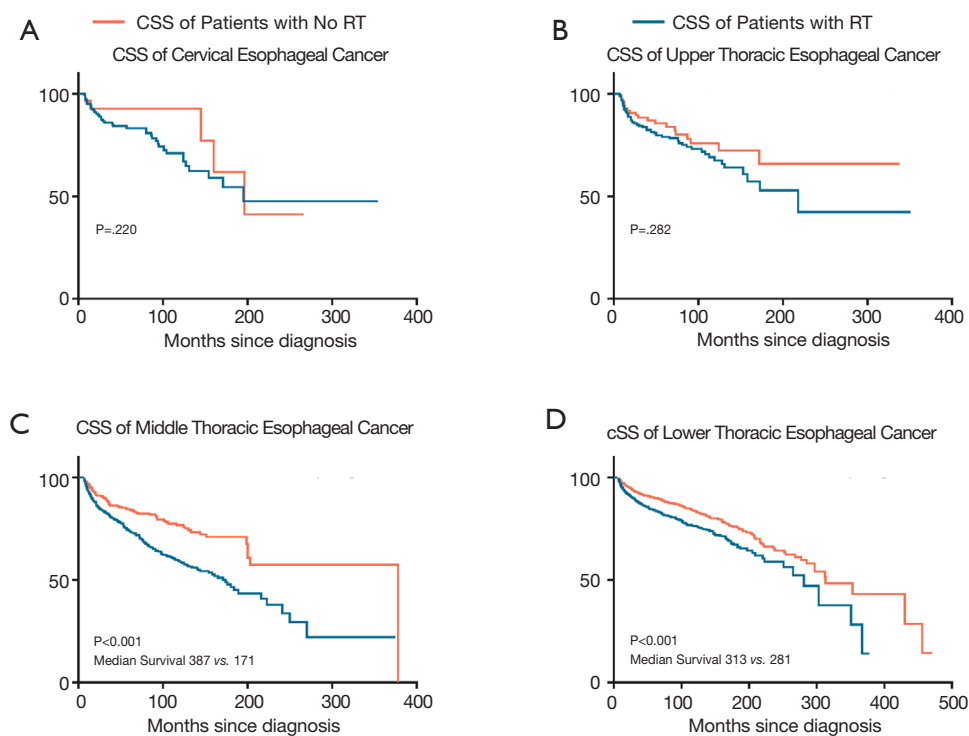 CSS of Patients with No RT
CSS of Patients with RT
A
CSS of Cervical Esophageal Cancer
100
50
0
P=.220
0 100 200 300 400
Months since diagnosis
B
CSS of Upper Thoracic Esophageal Cancer
100
50
0
P=.282
0 100 200 300 400
Months since diagnosis
C
CSS of Middle Thoracic Esophageal Cancer
100
50
0
P<0.001
Median Survival 387 vs. 171
0 100 200 300 400
Months since diagnosis
D
cSS of Lower Thoracic Esophageal Cancer
100
50
0
P<0.001
Median Survival 313 vs. 281
0 100 200 300 400 500
Months since diagnosis